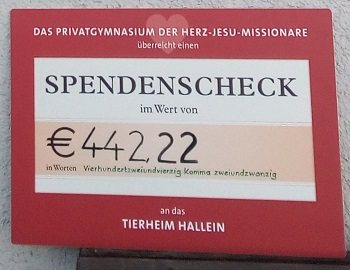 DAS PRIVATGYMNASIUM DER HERZ-JESU-MISSIONARE
überreicht einen
SPENDENSCHECK
im Wert von
€ 442,22
in Worten Vierhundertzweiundvierzig Komma zweiundzwanzig
an das
TIERHEIM HALLEIN